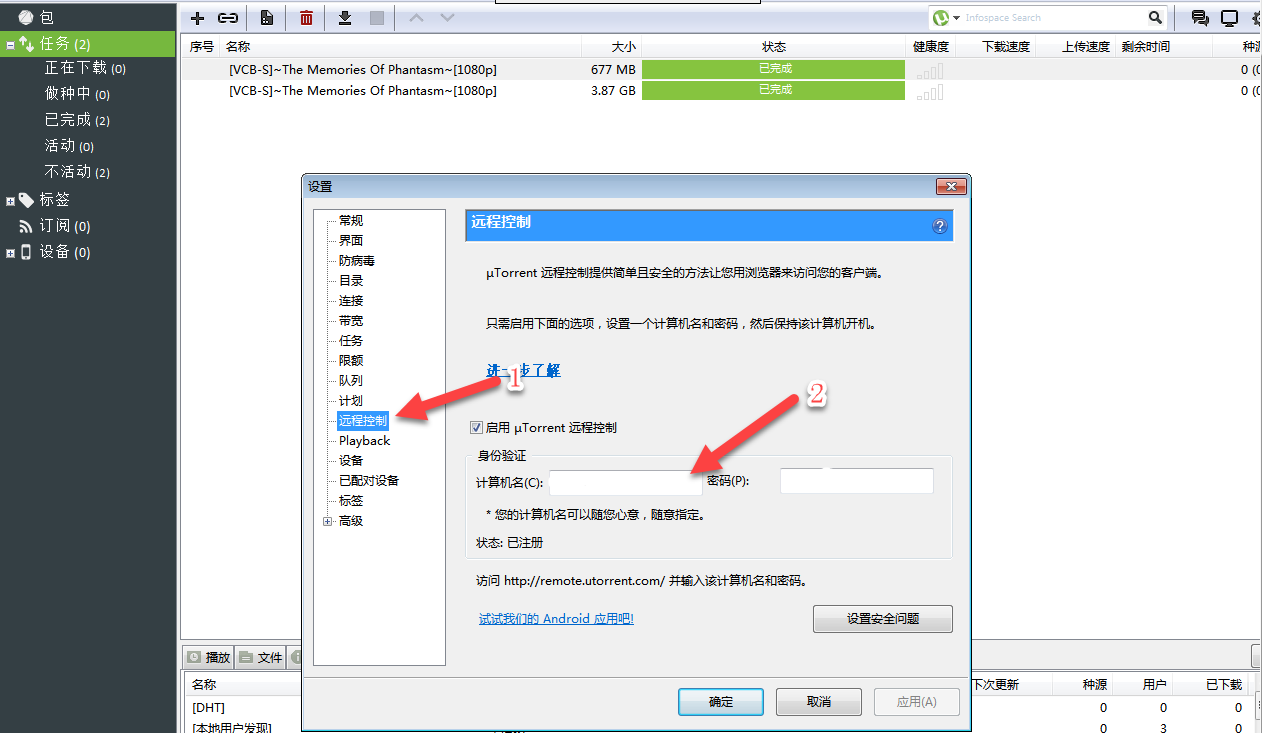 包
Infospace Search
任务 (2)
正在下载 (0)
做种中 (0)
已完成 (2)
活动 (0)
不活动 (2)
标签
订阅 (0)
设备 (0)
序号 名称 大小 状态 健康度 下载速度 上传速度 剩余时间 种源
[VCB-S]~The Memories Of Phantasm~[1080p] 677 MB 已完成 0 (0
[VCB-S]~The Memories Of Phantasm~[1080p] 3.87 GB 已完成 0 (0
设置
常规
界面
防病毒
目录
连接
带宽
任务
限额
队列
计划
远程控制
Playback
设备
已配对设备
标签
高级
远程控制
?
µTorrent 远程控制提供简单且安全的方法让您用浏览器来访问您的客户端。
只需启用下面的选项，设置一个计算机名和密码，然后保持该计算机开机。
进一步了解
1
2
启用 µTorrent 远程控制
身份验证
计算机名(C): 密码(P):
* 您的计算机名可以随您心意，随意指定。
状态: 已注册
访问 http://remote.utorrent.com/ 并输入该计算机名和密码。
试试我们的 Android 应用吧!
设置安全问题
确定 取消 应用(A)
播放 文件
名称 下次更新 种源 用户 已下载
[DHT] 0 0 0
[本地用户发现] 0 3 0